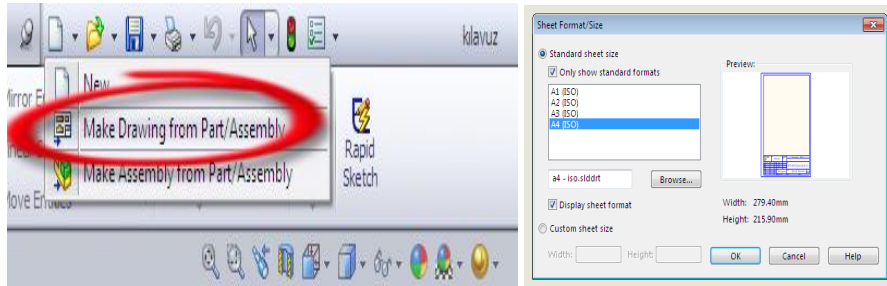 kılavuz
New
Mirror E
Make Drawing from Part/Assembly
Rapid
Sketch
Make Assembly from Part/Assembly
Move Entities
Sheet Format/Size
Standard sheet size
Only show standard formats
A1 (ISO)
A2 (ISO)
A3 (ISO)
A4 (ISO)
a4 - iso.slddrt
Browse...
Display sheet format
Custom sheet size
Width:
Height:
Preview:
Width: 279.40mm
Height: 215.90mm
OK
Cancel
Help